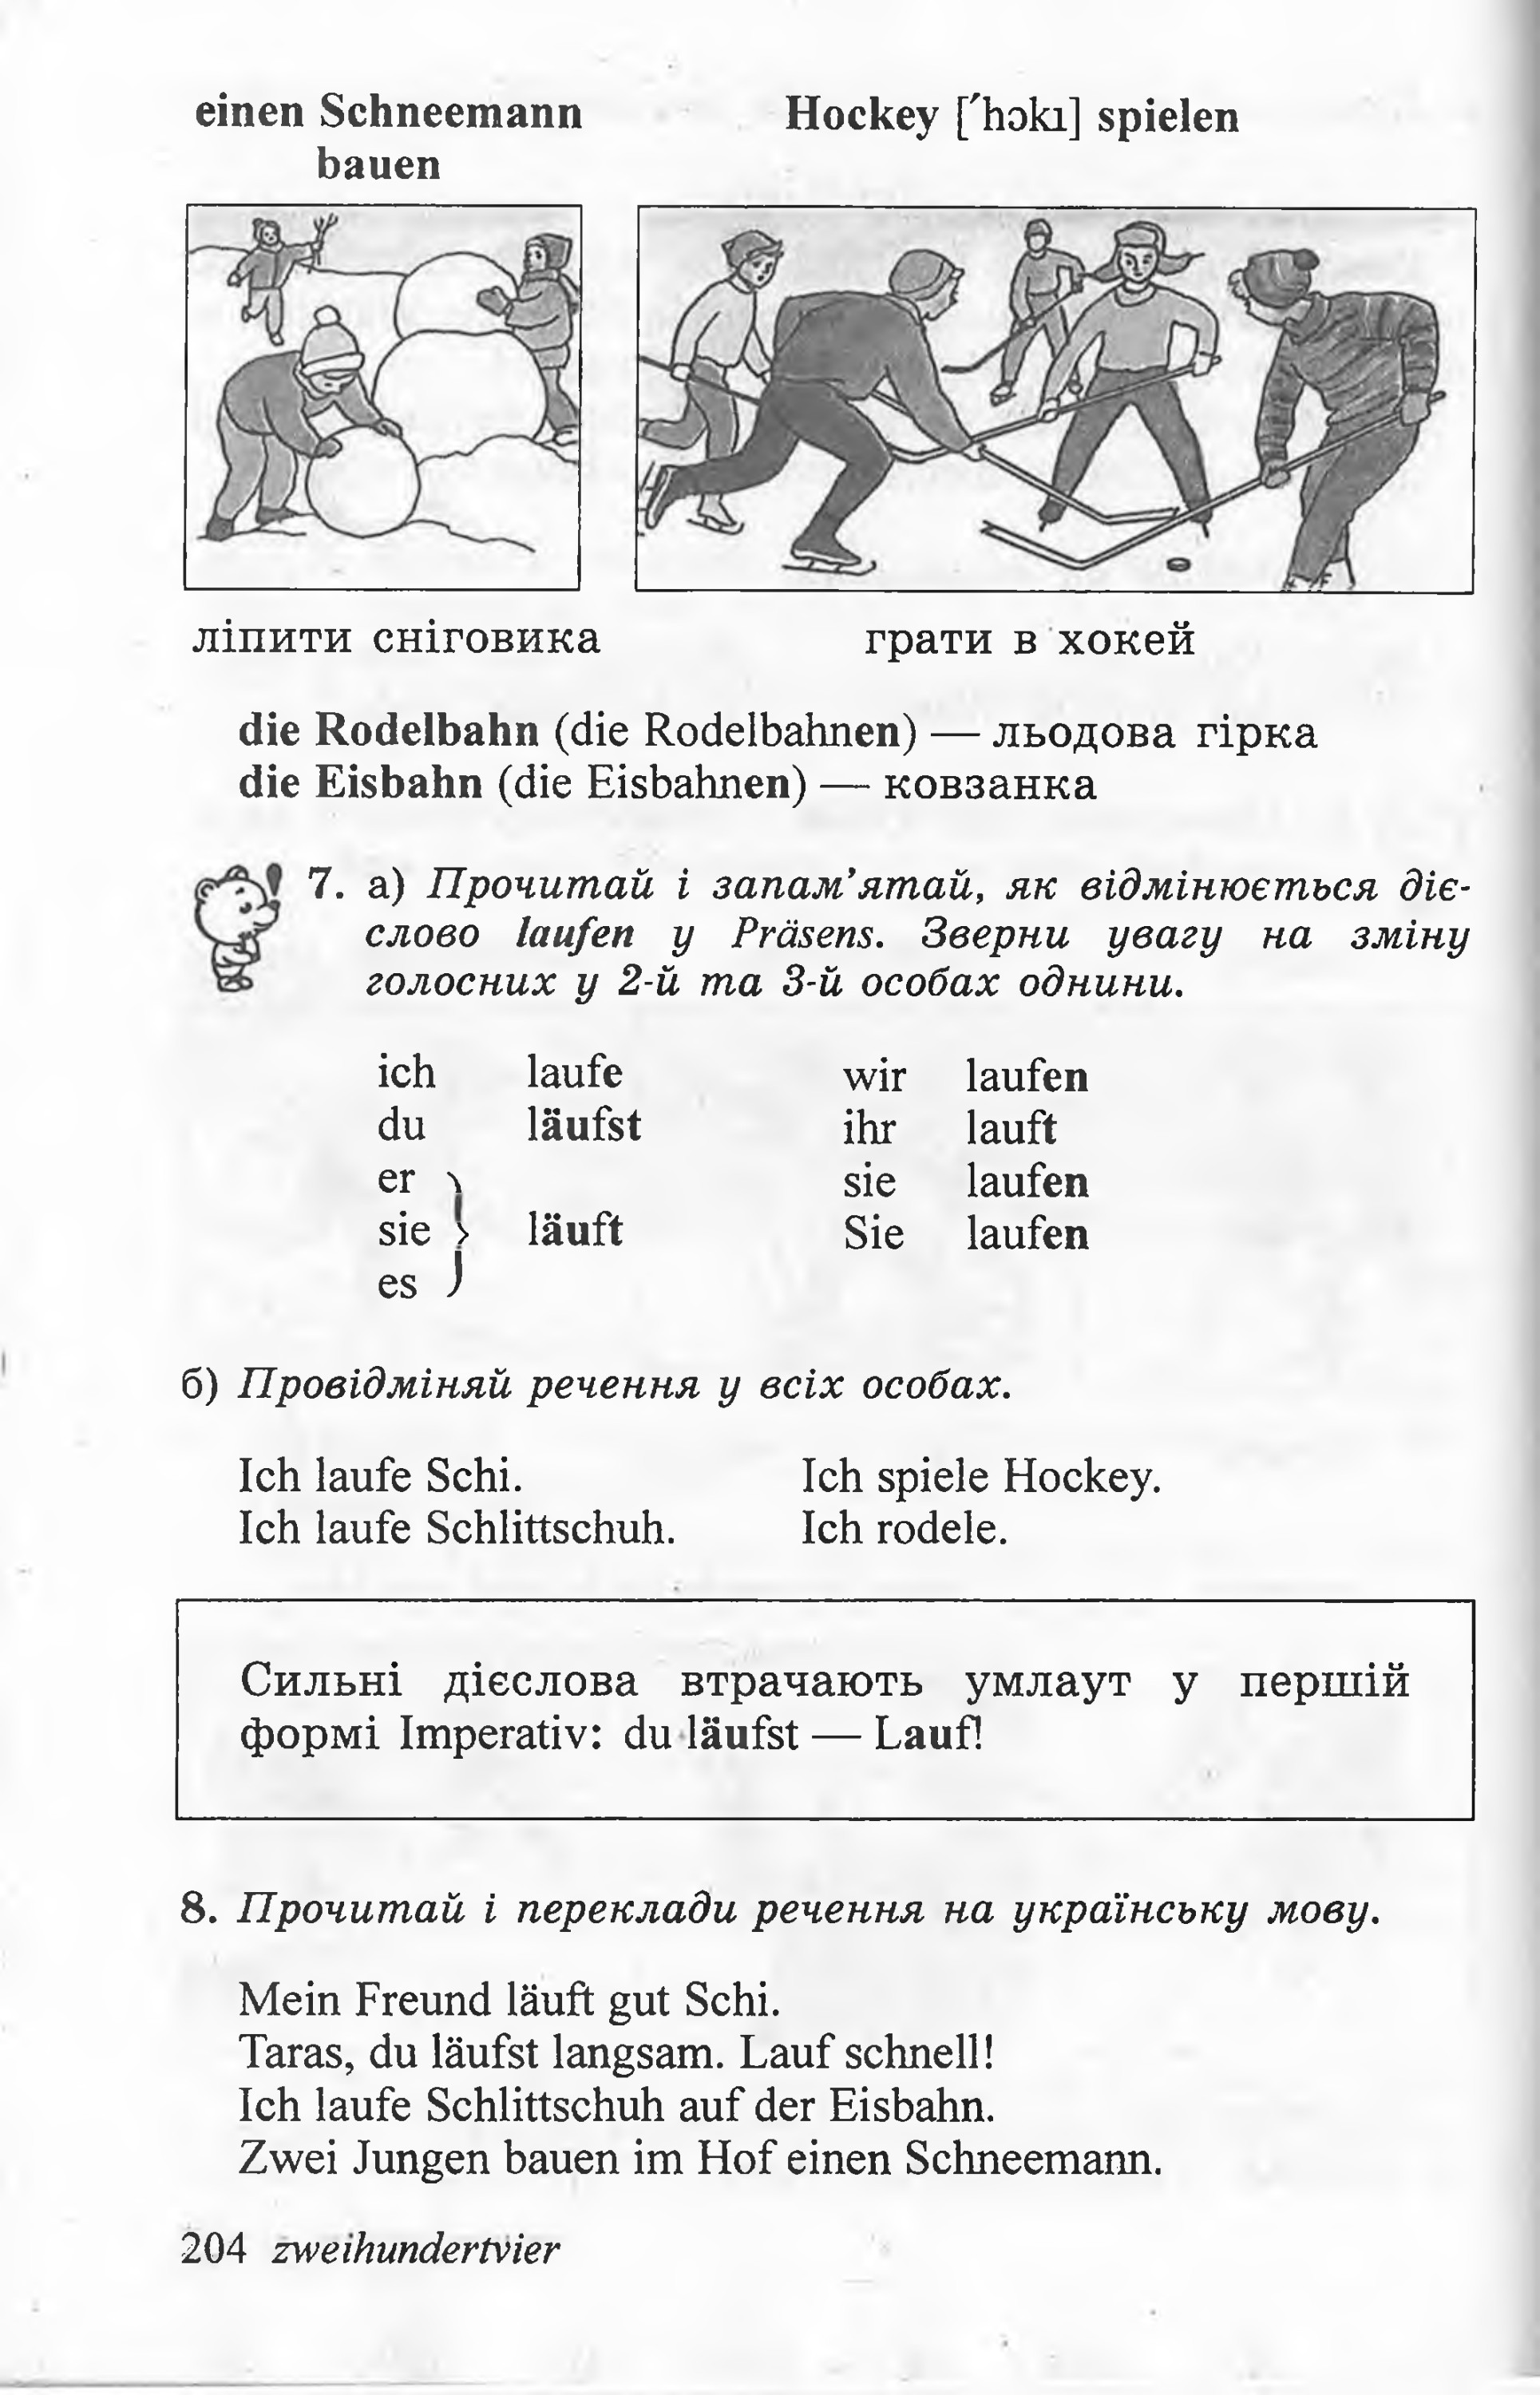 einen Schneemann
bauen
Hockey [ˈhɔkı] spielen
ліпити сніговика
грати в хокей
die Rodelbahn (die Rodelbahnen) — льодова гірка
die Eisbahn (die Eisbahnen) — ковзанка
7. а) Прочитай і запам’ятай, як відмінюється діє-
слово laufen у Präsens. Зверни увагу на зміну
голосних у 2-й та 3-й особах однини.
ich laufe wir laufen
du läufst ihr lauft
er sie laufen
sie } läuft Sie laufen
es
б) Провідміняй речення у всіх особах.
Ich laufe Schi. Ich spiele Hockey.
Ich laufe Schlittschuh. Ich rodele.
Сильні дієслова втрачають умлаут у першій
формі Imperativ: du läufst — Lauf!
8. Прочитай і переклади речення на українську мову.
Mein Freund läuft gut Schi.
Taras, du läufst langsam. Lauf schnell!
Ich laufe Schlittschuh auf der Eisbahn.
Zwei Jungen bauen im Hof einen Schneemann.
204 zweihundertvier